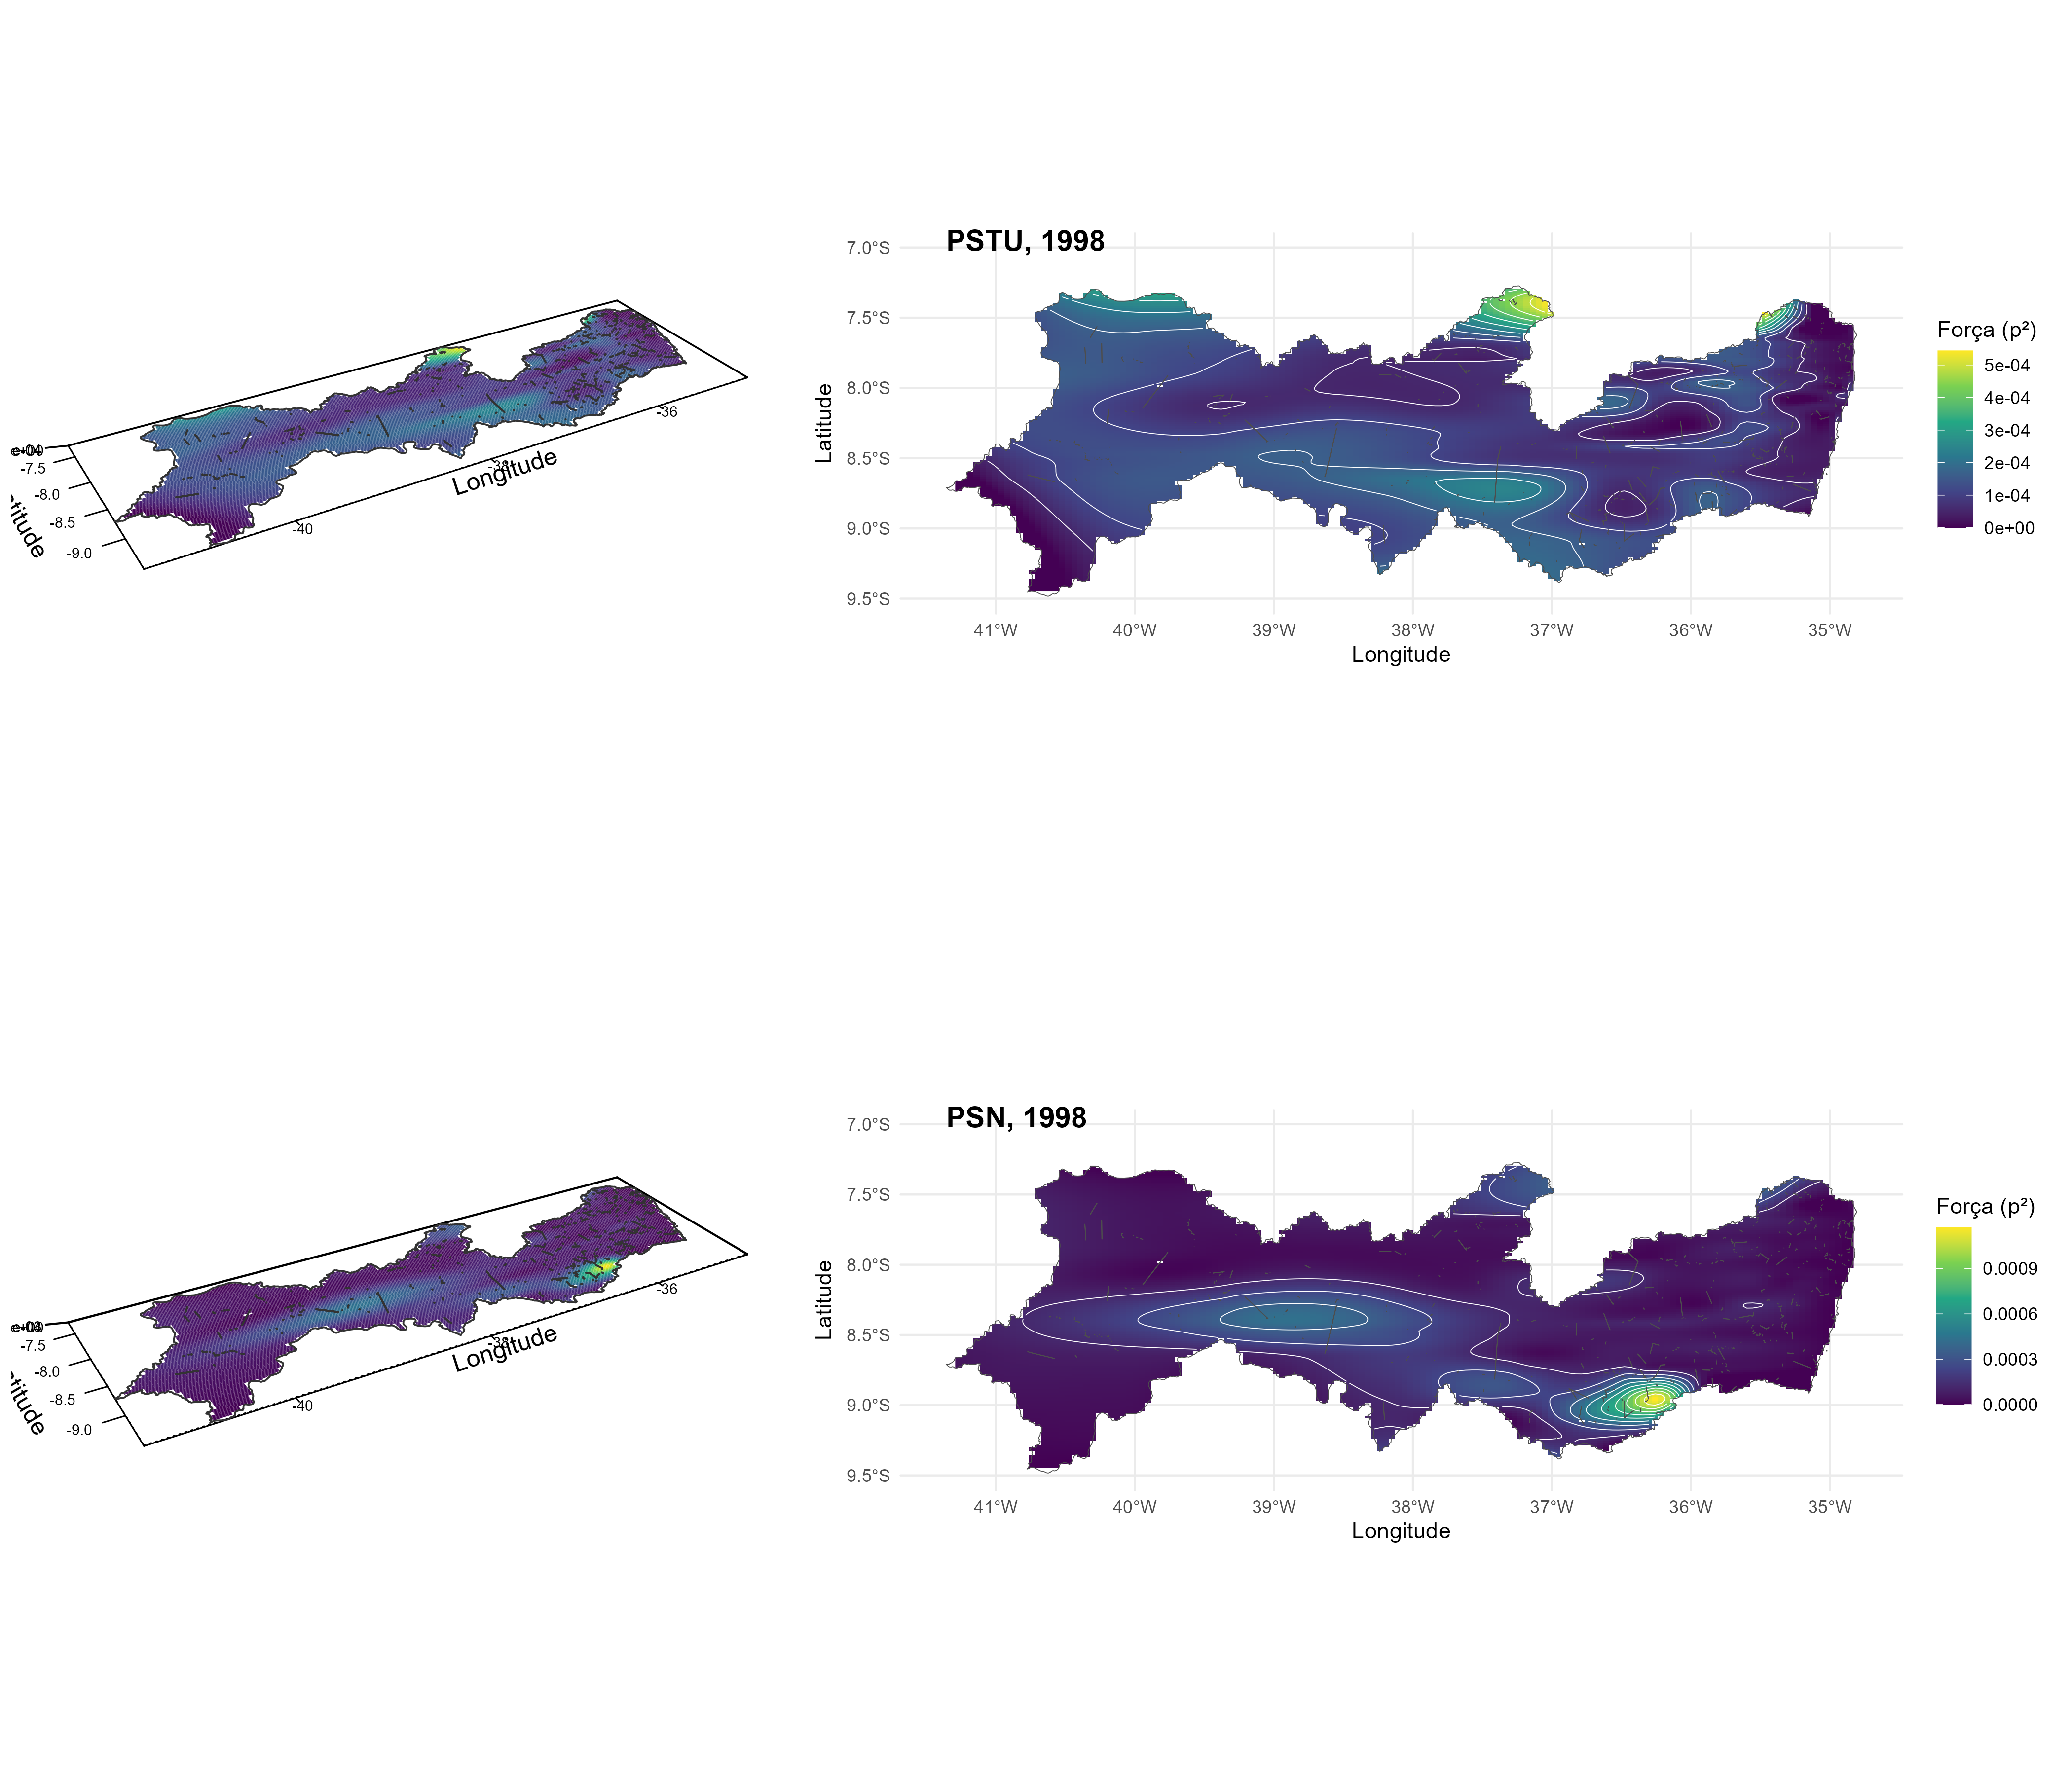 PSTU, 1998
7.0°S
7.5°S
8.0°S
8.5°S
9.0°S
9.5°S
Latitude
41°W 40°W 39°W 38°W 37°W 36°W 35°W
Longitude
Força (p²)
5e-04
4e-04
3e-04
2e-04
1e-04
0e+00
-7.5
-8.0
-8.5
-9.0
titude
-40
-38
-36
Longitude
PSN, 1998
7.0°S
7.5°S
8.0°S
8.5°S
9.0°S
9.5°S
Latitude
41°W 40°W 39°W 38°W 37°W 36°W 35°W
Longitude
Força (p²)
0.0009
0.0006
0.0003
0.0000
-7.5
-8.0
-8.5
-9.0
titude
-40
-38
-36
Longitude